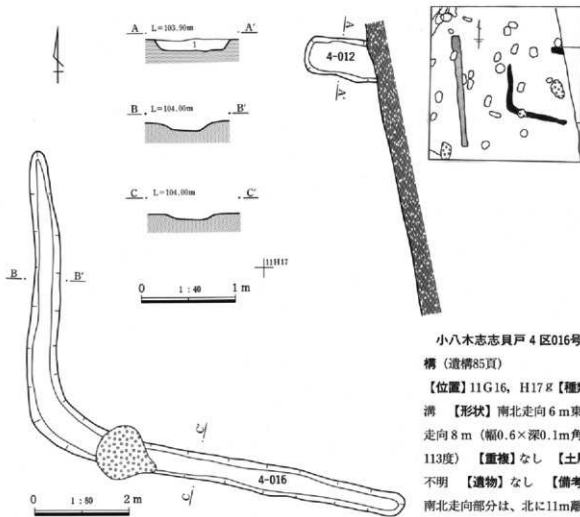 A L=103.90m A'
1
B L=104.00m B'
C L=104.00m C'
11H17
0 1:40 1m
A
4-012
A'
B B'
C
C'
4-016
0 1:80 2m
小八木志志貝戸4区016号
構(遺構85頁)
【位置】11G16, H17g【種類
溝 【形状】南北走向6m東
走向8m(幅0.6×深0.1m角
113度)【重複】なし 【土
不明 【遺物】なし 【備考
南北走向部分は、北に11m離